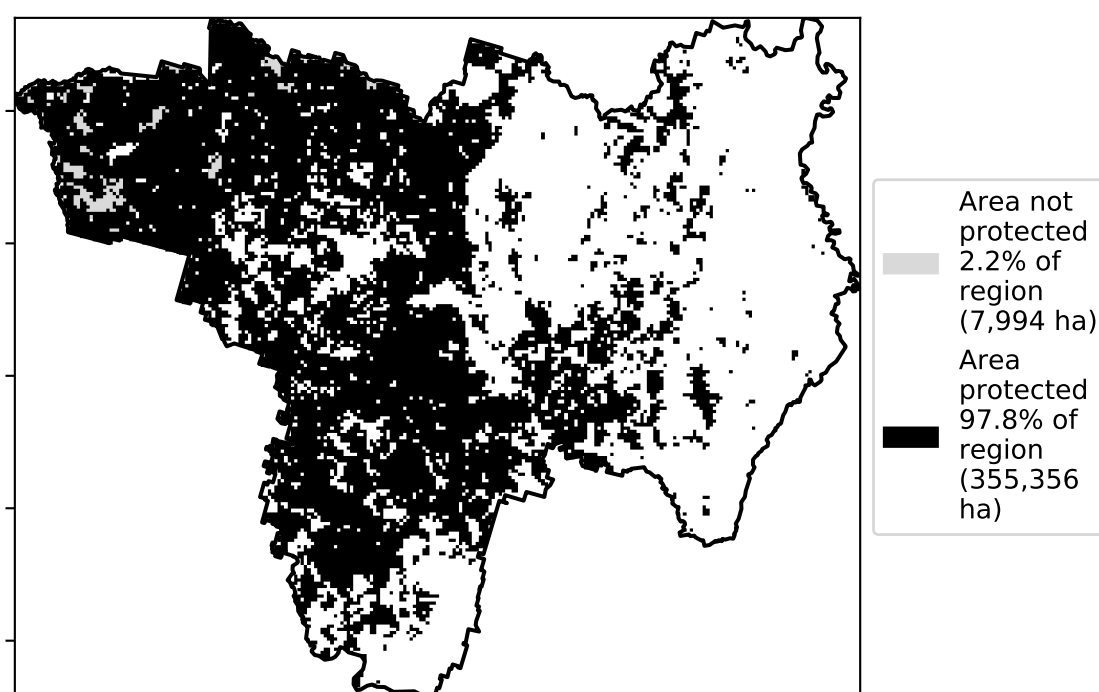 Area not
protected
2.2% of
region
(7,994 ha)
Area
protected
97.8% of
region
(355,356
ha)